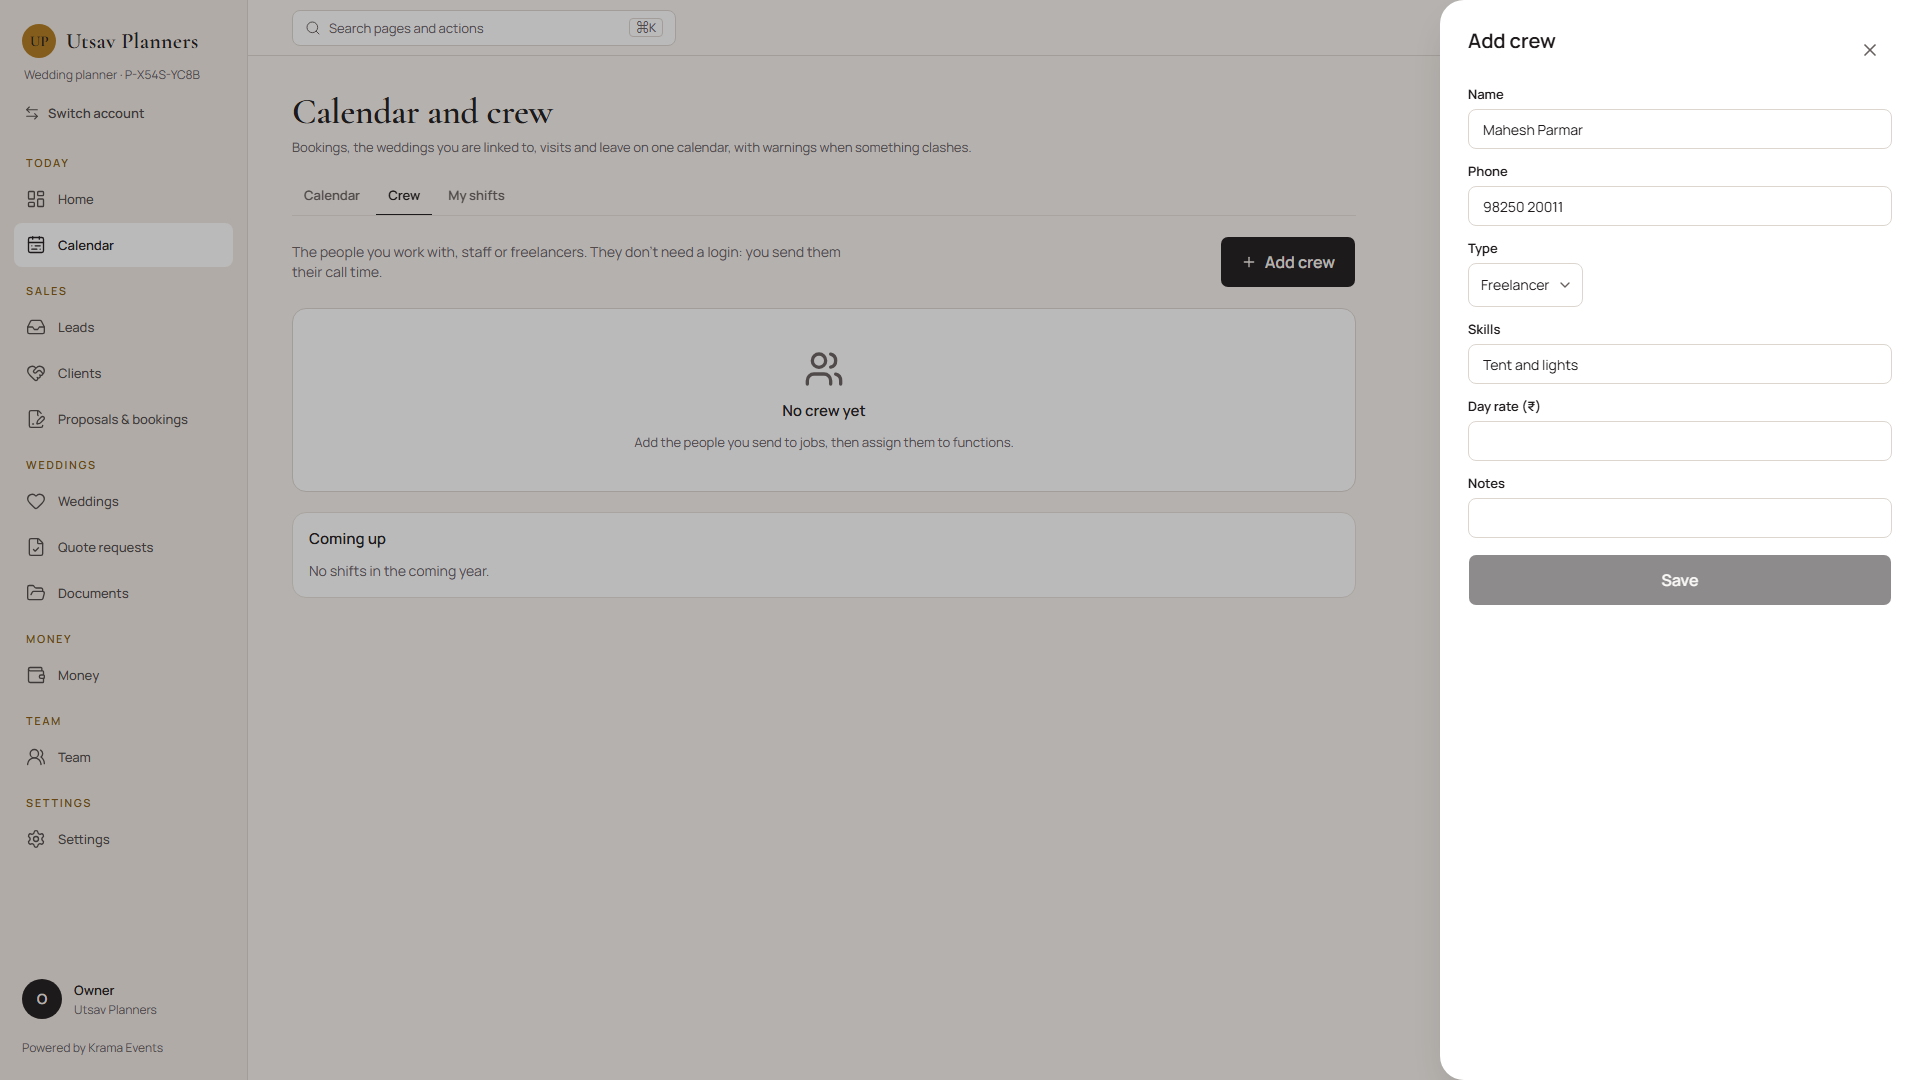 UP Utsav Planners
Wedding planner · P-X54S-YC8B
Switch account
TODAY
Home
Calendar
SALES
Leads
Clients
Proposals & bookings
WEDDINGS
Weddings
Quote requests
Documents
MONEY
Money
TEAM
Team
SETTINGS
Settings
O
Owner
Utsav Planners
Powered by Krama Events
Search pages and actions ⌘K
Calendar and crew
Bookings, the weddings you are linked to, visits and leave on one calendar, with warnings when something clashes.
Calendar Crew My shifts
The people you work with, staff or freelancers. They don't need a login: you send them
their call time.
+ Add crew
No crew yet
Add the people you send to jobs, then assign them to functions.
Coming up
No shifts in the coming year.
Add crew
Name
Mahesh Parmar
Phone
98250 20011
Type
Freelancer
Skills
Tent and lights
Day rate (₹)
Notes
Save